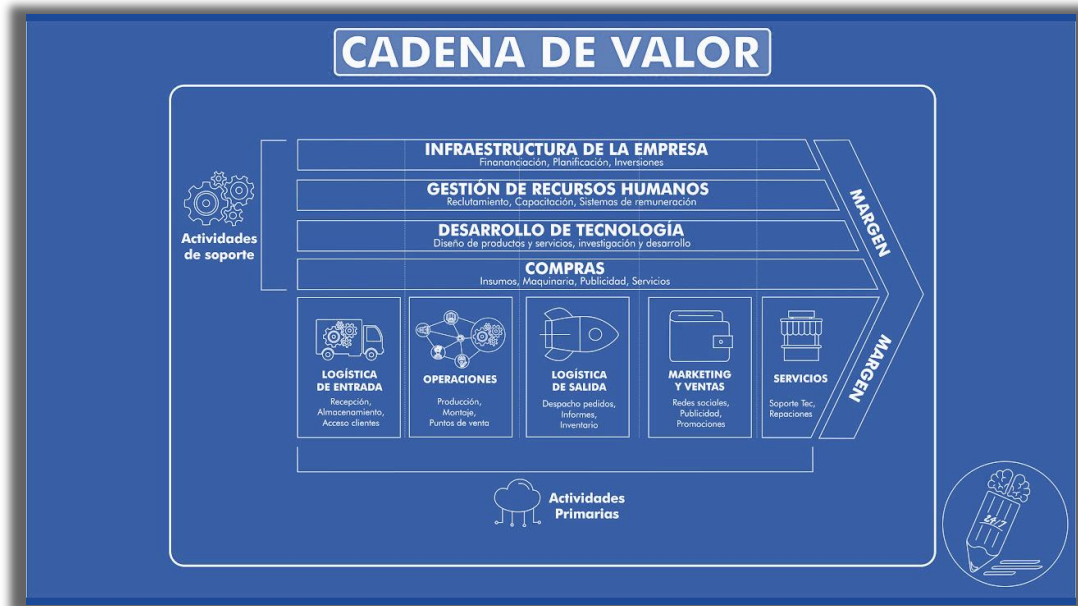 CADENA DE VALOR
INFRAESTRUCTURA DE LA EMPRESA
Finananciación, Planificación, Inversiones
GESTIÓN DE RECURSOS HUMANOS
Reclutamiento, Capacitación, Sistemas de remuneración
DESARROLLO DE TECNOLOGÍA
Diseño de productos y servicios, investigación y desarrollo
COMPRAS
Insumos, Maquinaria, Publicidad, Servicios
Actividades
de soporte
MARGEN
MARGEN
LOGÍSTICA
DE ENTRADA
Recepción,
Almacenamiento,
Acceso clientes
OPERACIONES
Producción,
Montaje,
Puntos de venta
LOGÍSTICA
DE SALIDA
Despacho pedidos,
Informes,
Inventario
MARKETING
Y VENTAS
Redes sociales,
Publicidad,
Promociones
SERVICIOS
Soporte Tec,
Repaciones
Actividades
Primarias
24/7